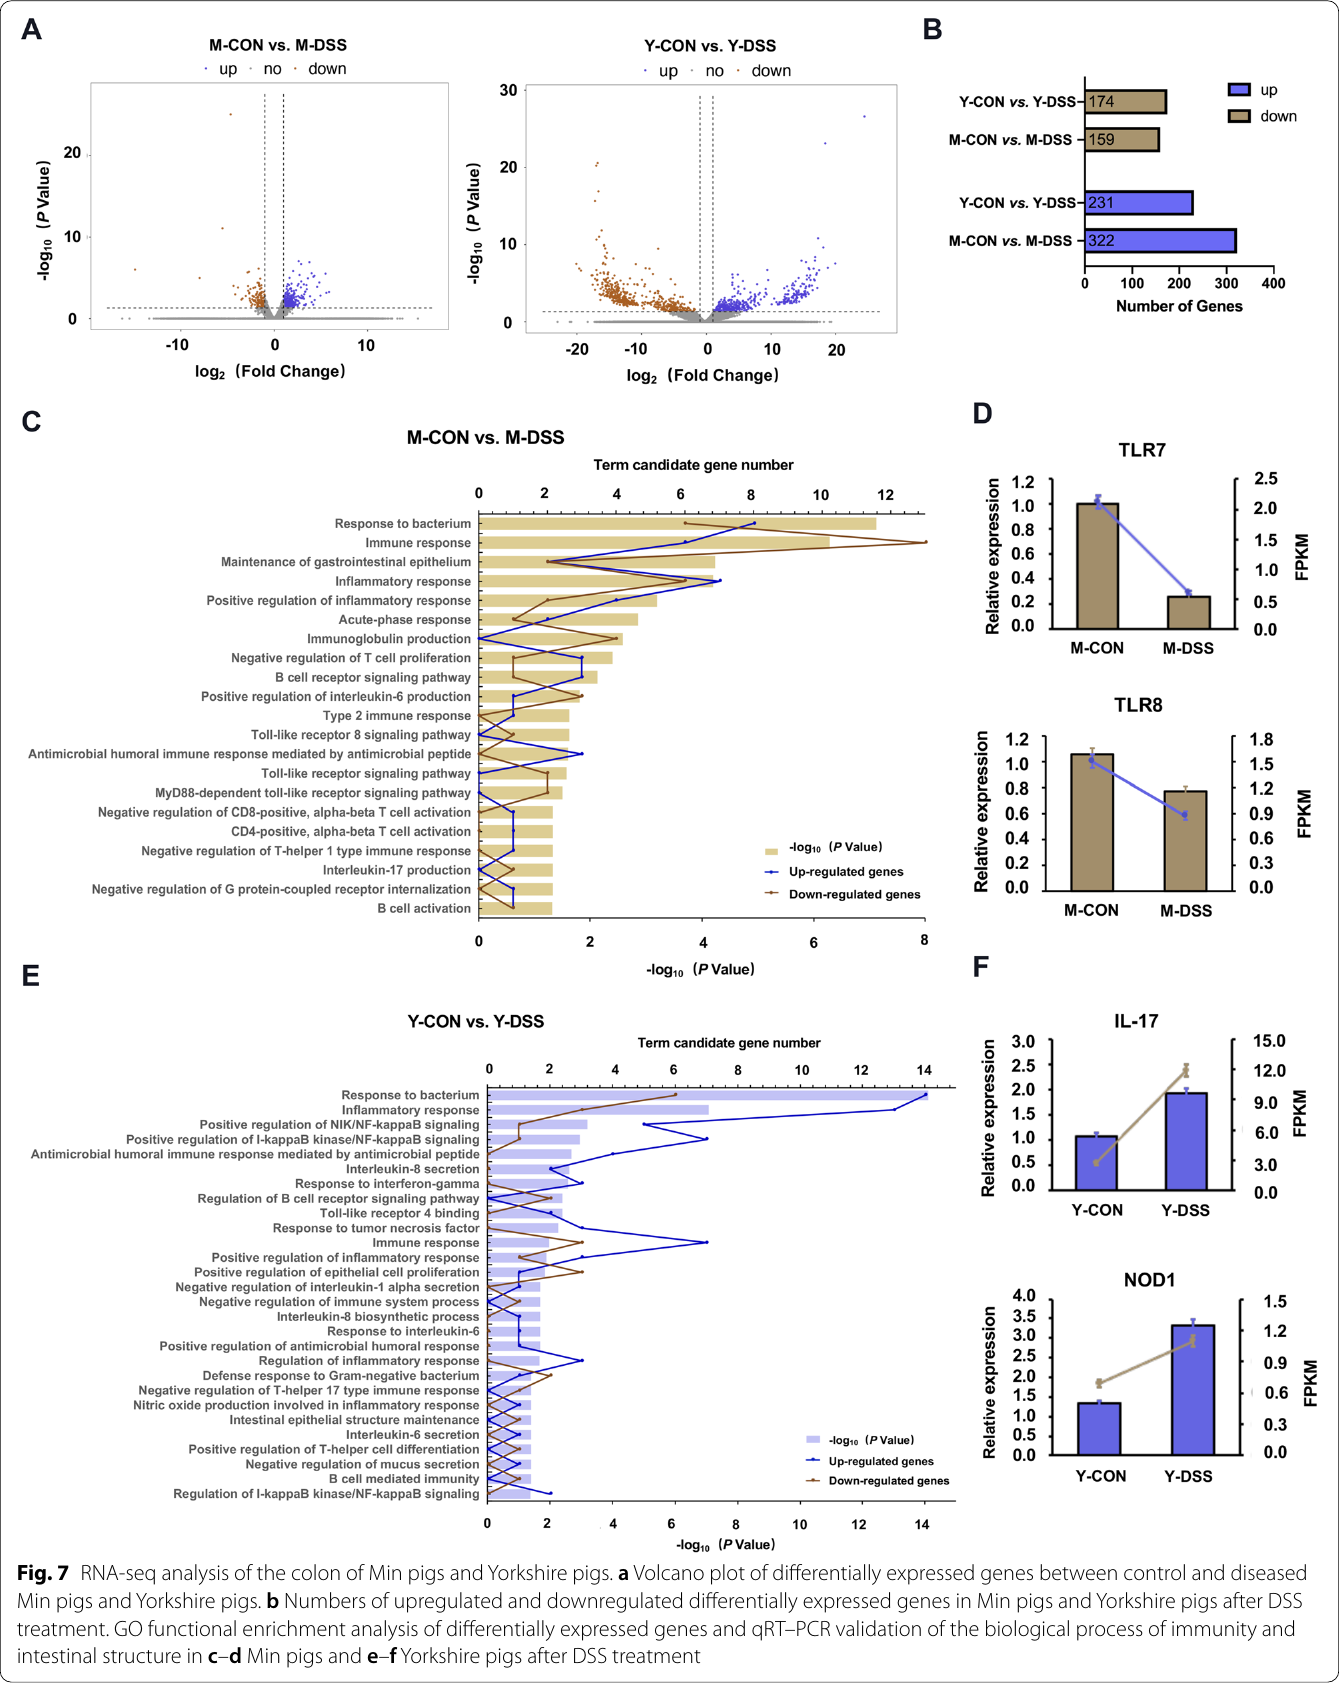 A
M-CON vs. M-DSS
up no down
-log10 (P Value)
20
10
0
-10 0 10
log2 (Fold Change)
Y-CON vs. Y-DSS
up no down
-log10 (P Value)
30
20
10
0
-20 -10 0 10 20
log2 (Fold Change)
B
Y-CON vs. Y-DSS 174
M-CON vs. M-DSS 159
Y-CON vs. Y-DSS 231
M-CON vs. M-DSS 322
up
down
0 100 200 300 400
Number of Genes
C
M-CON vs. M-DSS
Term candidate gene number
0 2 4 6 8 10 12
Response to bacterium
Immune response
Maintenance of gastrointestinal epithelium
Inflammatory response
Positive regulation of inflammatory response
Acute-phase response
Immunoglobulin production
Negative regulation of T cell proliferation
B cell receptor signaling pathway
Positive regulation of interleukin-6 production
Type 2 immune response
Toll-like receptor 8 signaling pathway
Antimicrobial humoral immune response mediated by antimicrobial peptide
Toll-like receptor signaling pathway
MyD88-dependent toll-like receptor signaling pathway
Negative regulation of CD8-positive, alpha-beta T cell activation
CD4-positive, alpha-beta T cell activation
Negative regulation of T-helper 1 type immune response
Interleukin-17 production
Negative regulation of G protein-coupled receptor internalization
B cell activation
-log10 (P Value)
Up-regulated genes
Down-regulated genes
0 2 4 6 8
-log10 (P Value)
D
TLR7
Relative expression
1.2
1.0
0.8
0.6
0.4
0.2
0.0
2.5
2.0
1.5
1.0
0.5
0.0
FPKM
M-CON M-DSS
TLR8
Relative expression
1.2
1.0
0.8
0.6
0.4
0.2
0.0
1.8
1.5
1.2
0.9
0.6
0.3
0.0
FPKM
M-CON M-DSS
E
Y-CON vs. Y-DSS
Term candidate gene number
0 2 4 6 8 10 12 14
Response to bacterium
Inflammatory response
Positive regulation of NIK/NF-kappaB signaling
Positive regulation of I-kappaB kinase/NF-kappaB signaling
Antimicrobial humoral immune response mediated by antimicrobial peptide
Interleukin-8 secretion
Response to interferon-gamma
Regulation of B cell receptor signaling pathway
Toll-like receptor 4 binding
Response to tumor necrosis factor
Immune response
Positive regulation of inflammatory response
Positive regulation of epithelial cell proliferation
Negative regulation of interleukin-1 alpha secretion
Negative regulation of immune system process
Interleukin-8 biosynthetic process
Response to interleukin-6
Positive regulation of antimicrobial humoral response
Regulation of inflammatory response
Defense response to Gram-negative bacterium
Negative regulation of T-helper 17 type immune response
Nitric oxide production involved in inflammatory response
Intestinal epithelial structure maintenance
Interleukin-6 secretion
Positive regulation of T-helper cell differentiation
Negative regulation of mucus secretion
B cell mediated immunity
Regulation of I-kappaB kinase/NF-kappaB signaling
-log10 (P Value)
Up-regulated genes
Down-regulated genes
0 2 4 6 8 10 12 14
-log10 (P Value)
F
IL-17
Relative expression
3.0
2.5
2.0
1.5
1.0
0.5
0.0
15.0
12.0
9.0
6.0
3.0
0.0
FPKM
Y-CON Y-DSS
NOD1
Relative expression
4.0
3.5
3.0
2.5
2.0
1.5
1.0
0.5
0.0
1.5
1.2
0.9
0.6
0.3
0.0
FPKM
Y-CON Y-DSS
Fig. 7 RNA-seq analysis of the colon of Min pigs and Yorkshire pigs. a Volcano plot of differentially expressed genes between control and diseased
Min pigs and Yorkshire pigs. b Numbers of upregulated and downregulated differentially expressed genes in Min pigs and Yorkshire pigs after DSS
treatment. GO functional enrichment analysis of differentially expressed genes and qRT–PCR validation of the biological process of immunity and
intestinal structure in c–d Min pigs and e–f Yorkshire pigs after DSS treatment